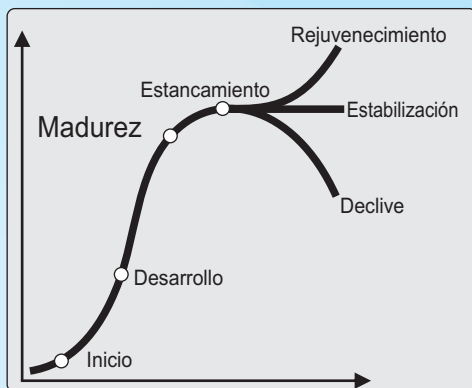 Rejuvenecimiento
Estancamiento
Estabilización
Madurez
Declive
Desarrollo
Inicio